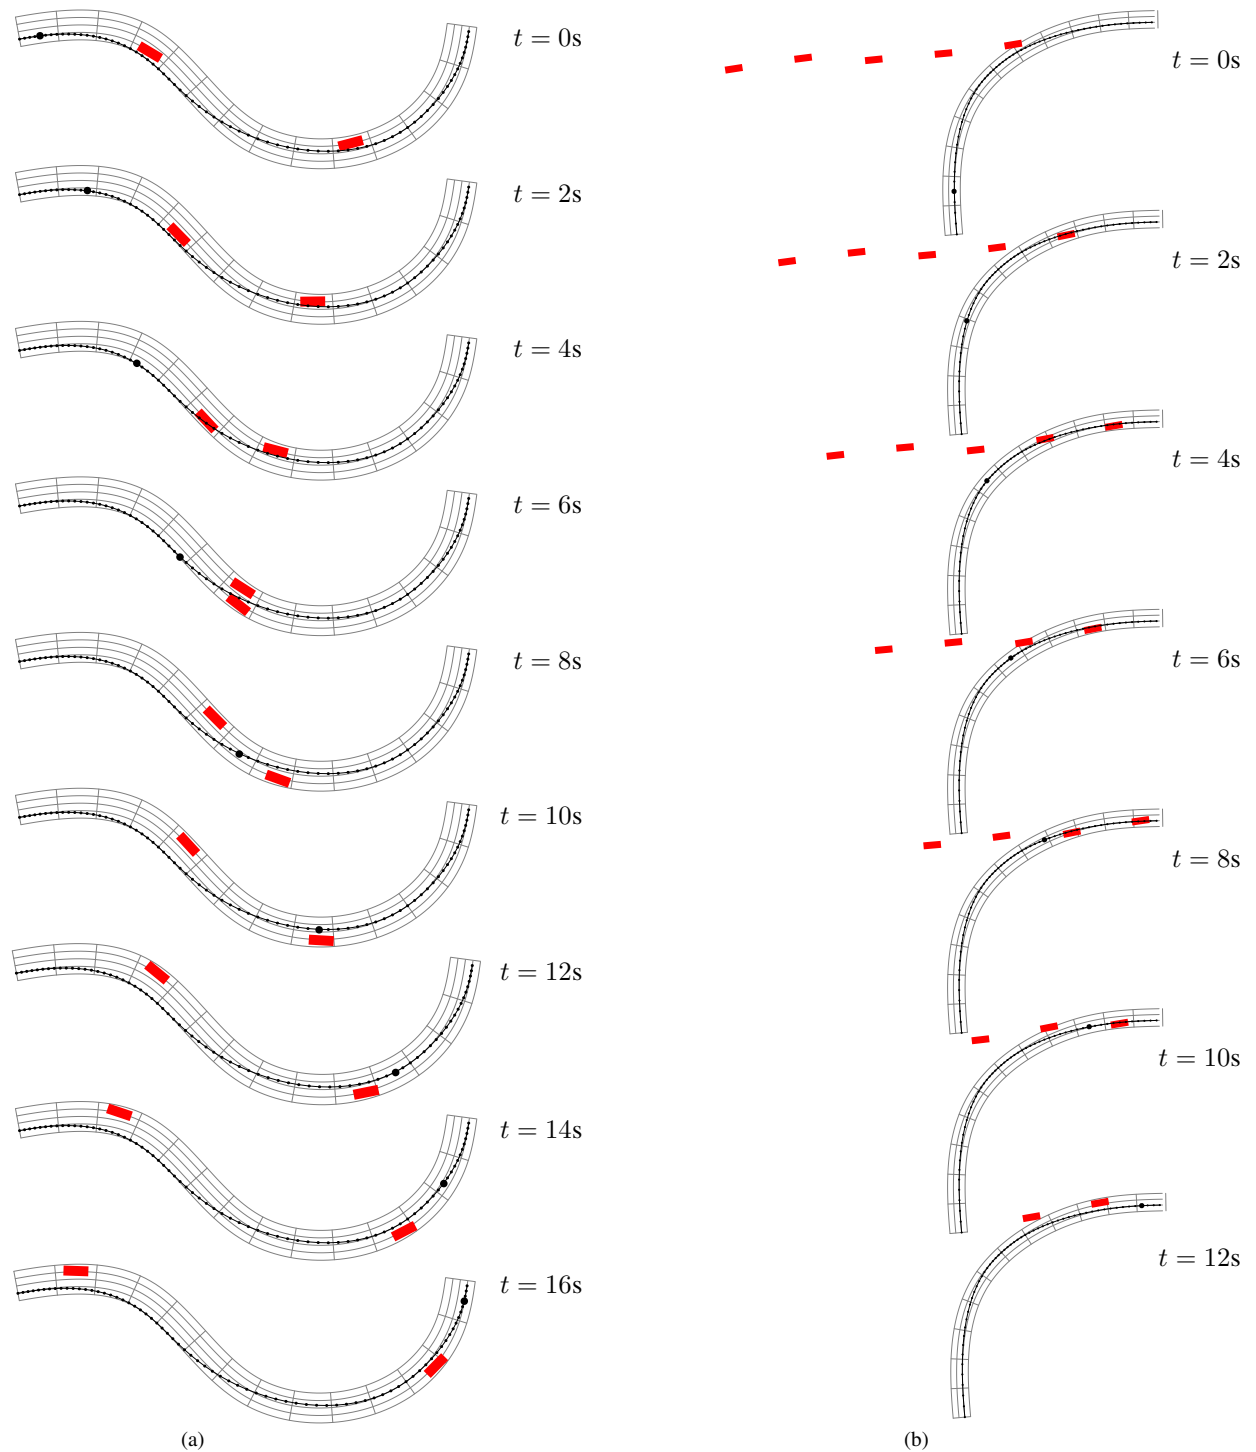 t = 0s
t = 2s
t = 4s
t = 6s
t = 8s
t = 10s
t = 12s
t = 14s
t = 16s
(a)
t = 0s
t = 2s
t = 4s
t = 6s
t = 8s
t = 10s
t = 12s
(b)